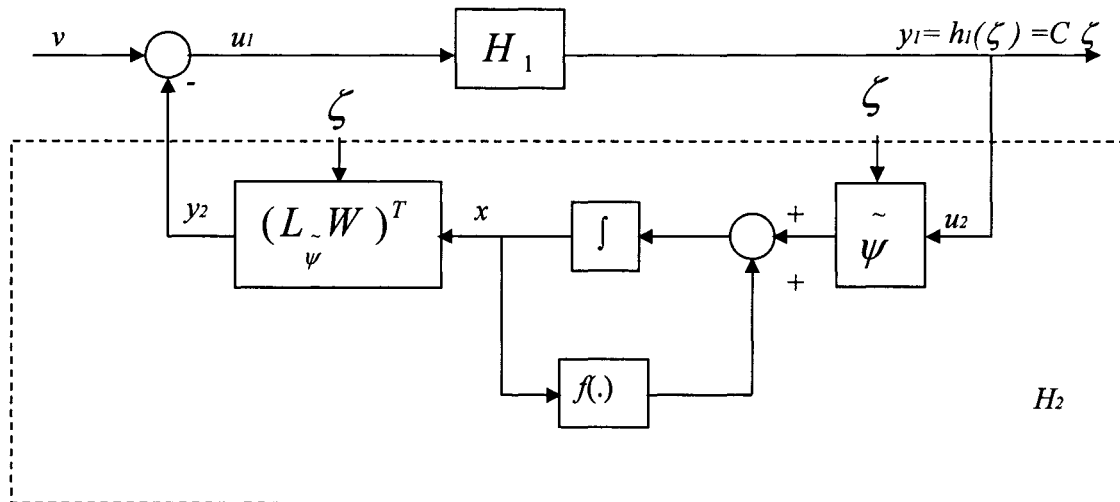 v
u1
H1
y1= h1(ζ) =C ζ
-
ζ
ζ
y2
(L ψ̃ W )^T
x
∫
+
+
ψ̃
u2
f(.)
H2